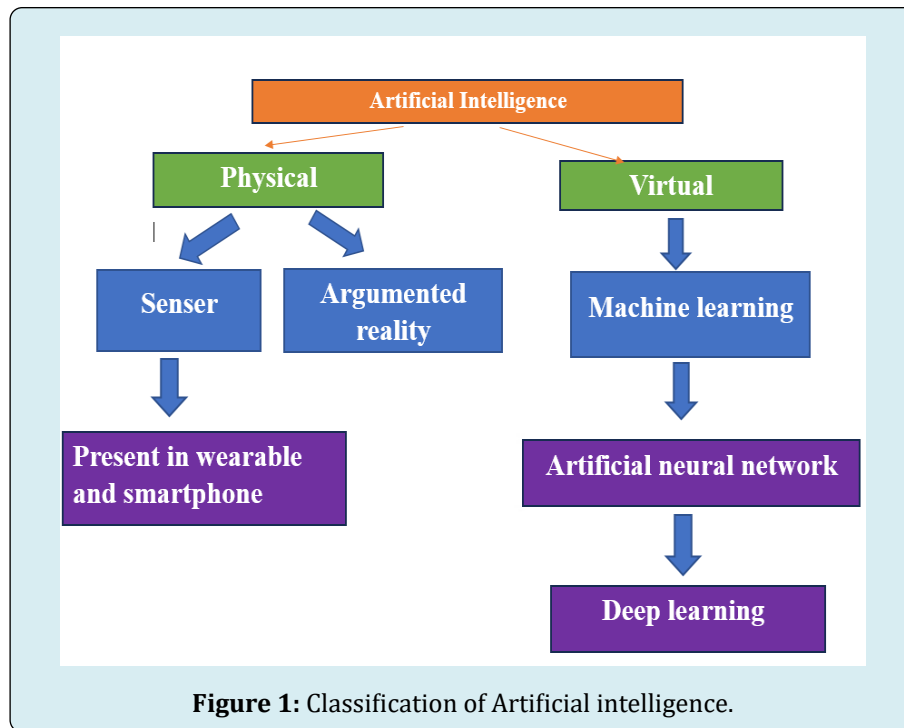 Artificial Intelligence
Physical
Virtual
Senser
Argumented
reality
Machine learning
Present in wearable
and smartphone
Artificial neural network
Deep learning
Figure 1: Classification of Artificial intelligence.